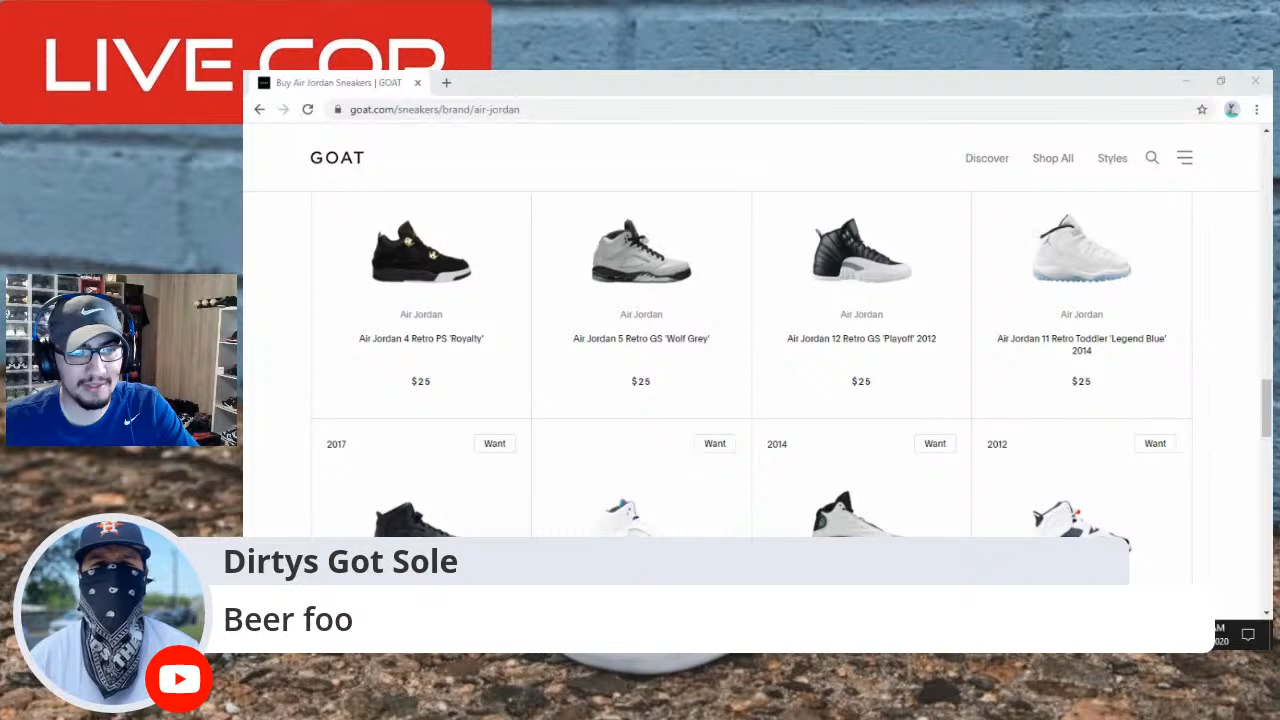 LIVE COP
Buy Air Jordan Sneakers | GOAT
goat.com/sneakers/brand/air-jordan
GOAT
Discover
Shop All
Styles
Air Jordan
Air Jordan
Air Jordan
Air Jordan
Air Jordan 4 Retro PS 'Royalty'
Air Jordan 5 Retro GS 'Wolf Grey'
Air Jordan 12 Retro GS 'Playoff' 2012
Air Jordan 11 Retro Toddler 'Legend Blue'
2014
$25
$25
$25
$25
2017
Want
Want
2014
Want
2012
Want
Dirtys Got Sole
Beer foo
AM
020